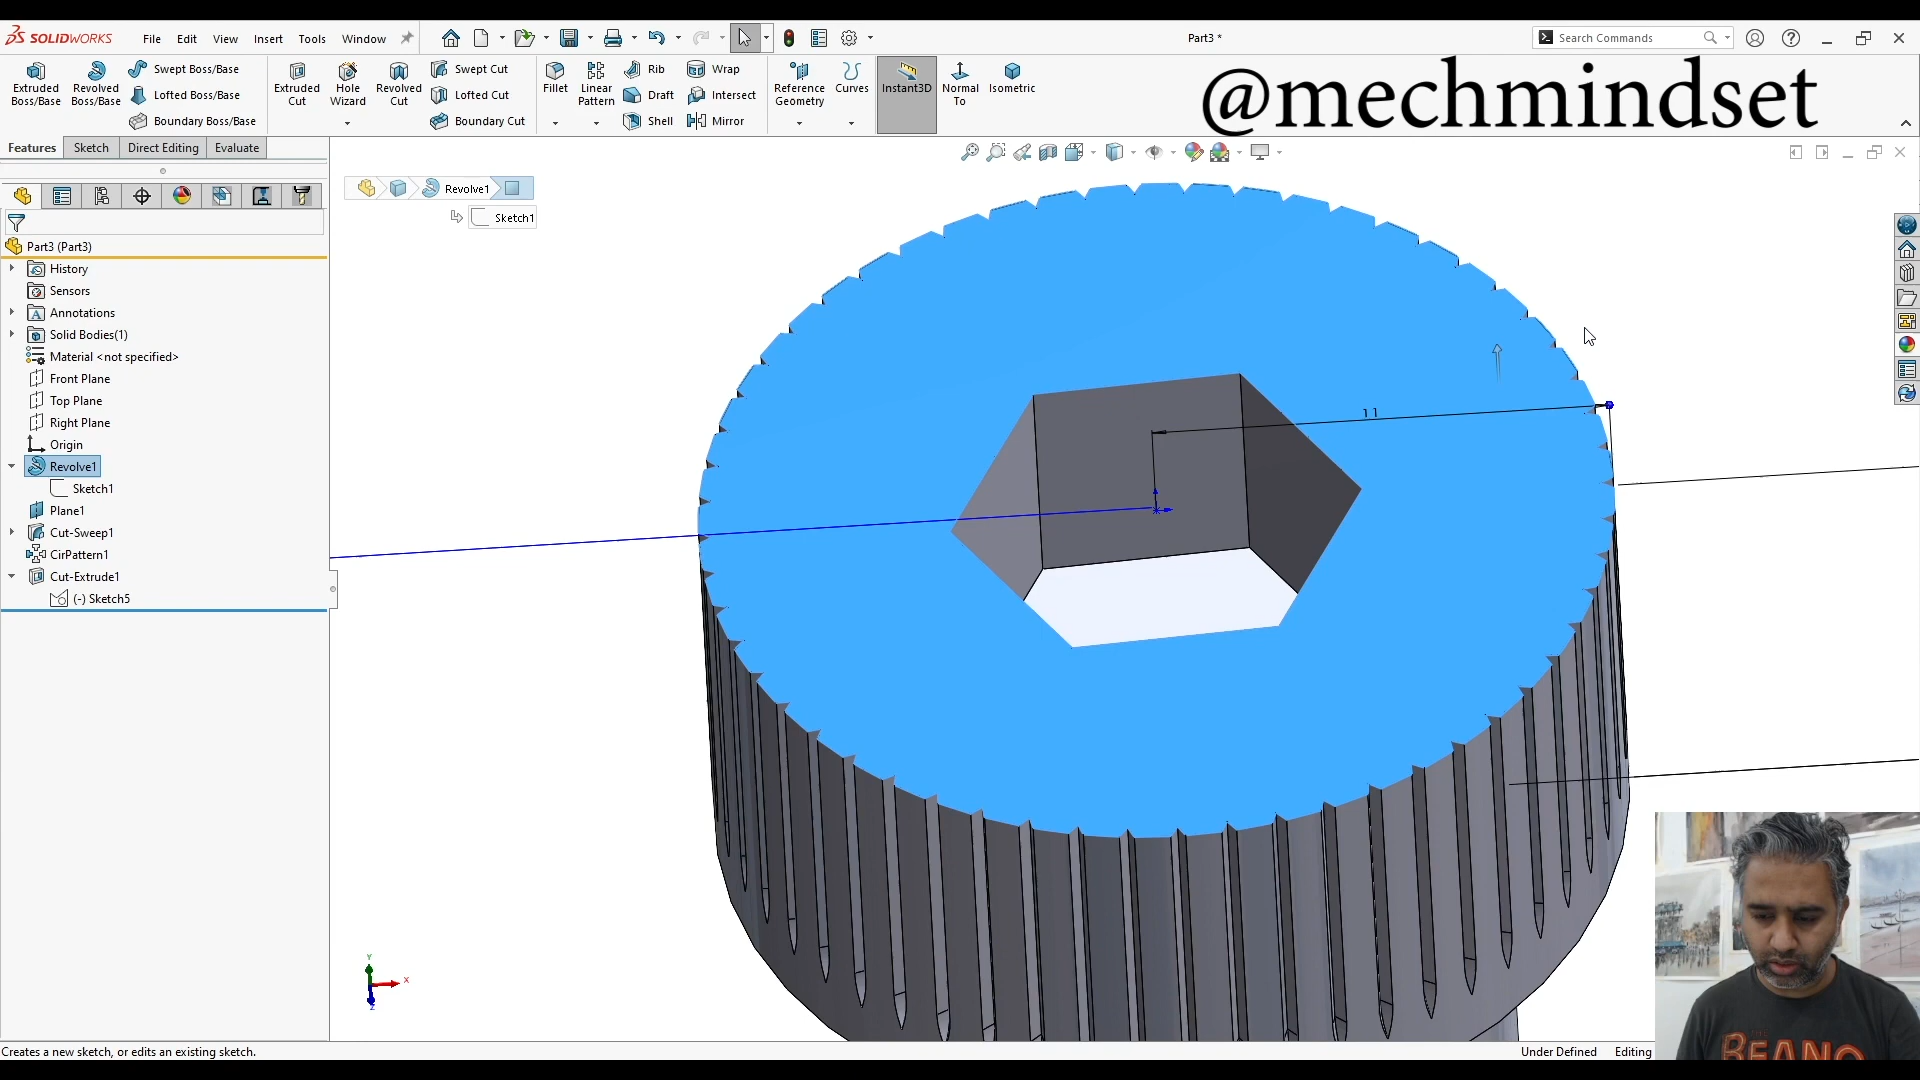 SOLIDWORKS File Edit View Insert Tools Window Part3 * Search Commands
Extruded Boss/Base
Revolved Boss/Base
Swept Boss/Base
Lofted Boss/Base
Boundary Boss/Base
Extruded Cut
Hole Wizard
Revolved Cut
Swept Cut
Lofted Cut
Boundary Cut
Fillet
Linear Pattern
Rib
Draft
Shell
Wrap
Intersect
Mirror
Reference Geometry
Curves
Instant3D
Normal To
Isometric
@mechmindset
Features Sketch Direct Editing Evaluate
Revolve1
Sketch1
Part3 (Part3)
History
Sensors
Annotations
Solid Bodies(1)
Material <not specified>
Front Plane
Top Plane
Right Plane
Origin
Revolve1
Sketch1
Plane1
Cut-Sweep1
CirPattern1
Cut-Extrude1
(-) Sketch5
11
Y
X
Z
BEANO
Creates a new sketch, or edits an existing sketch.
Under Defined Editing